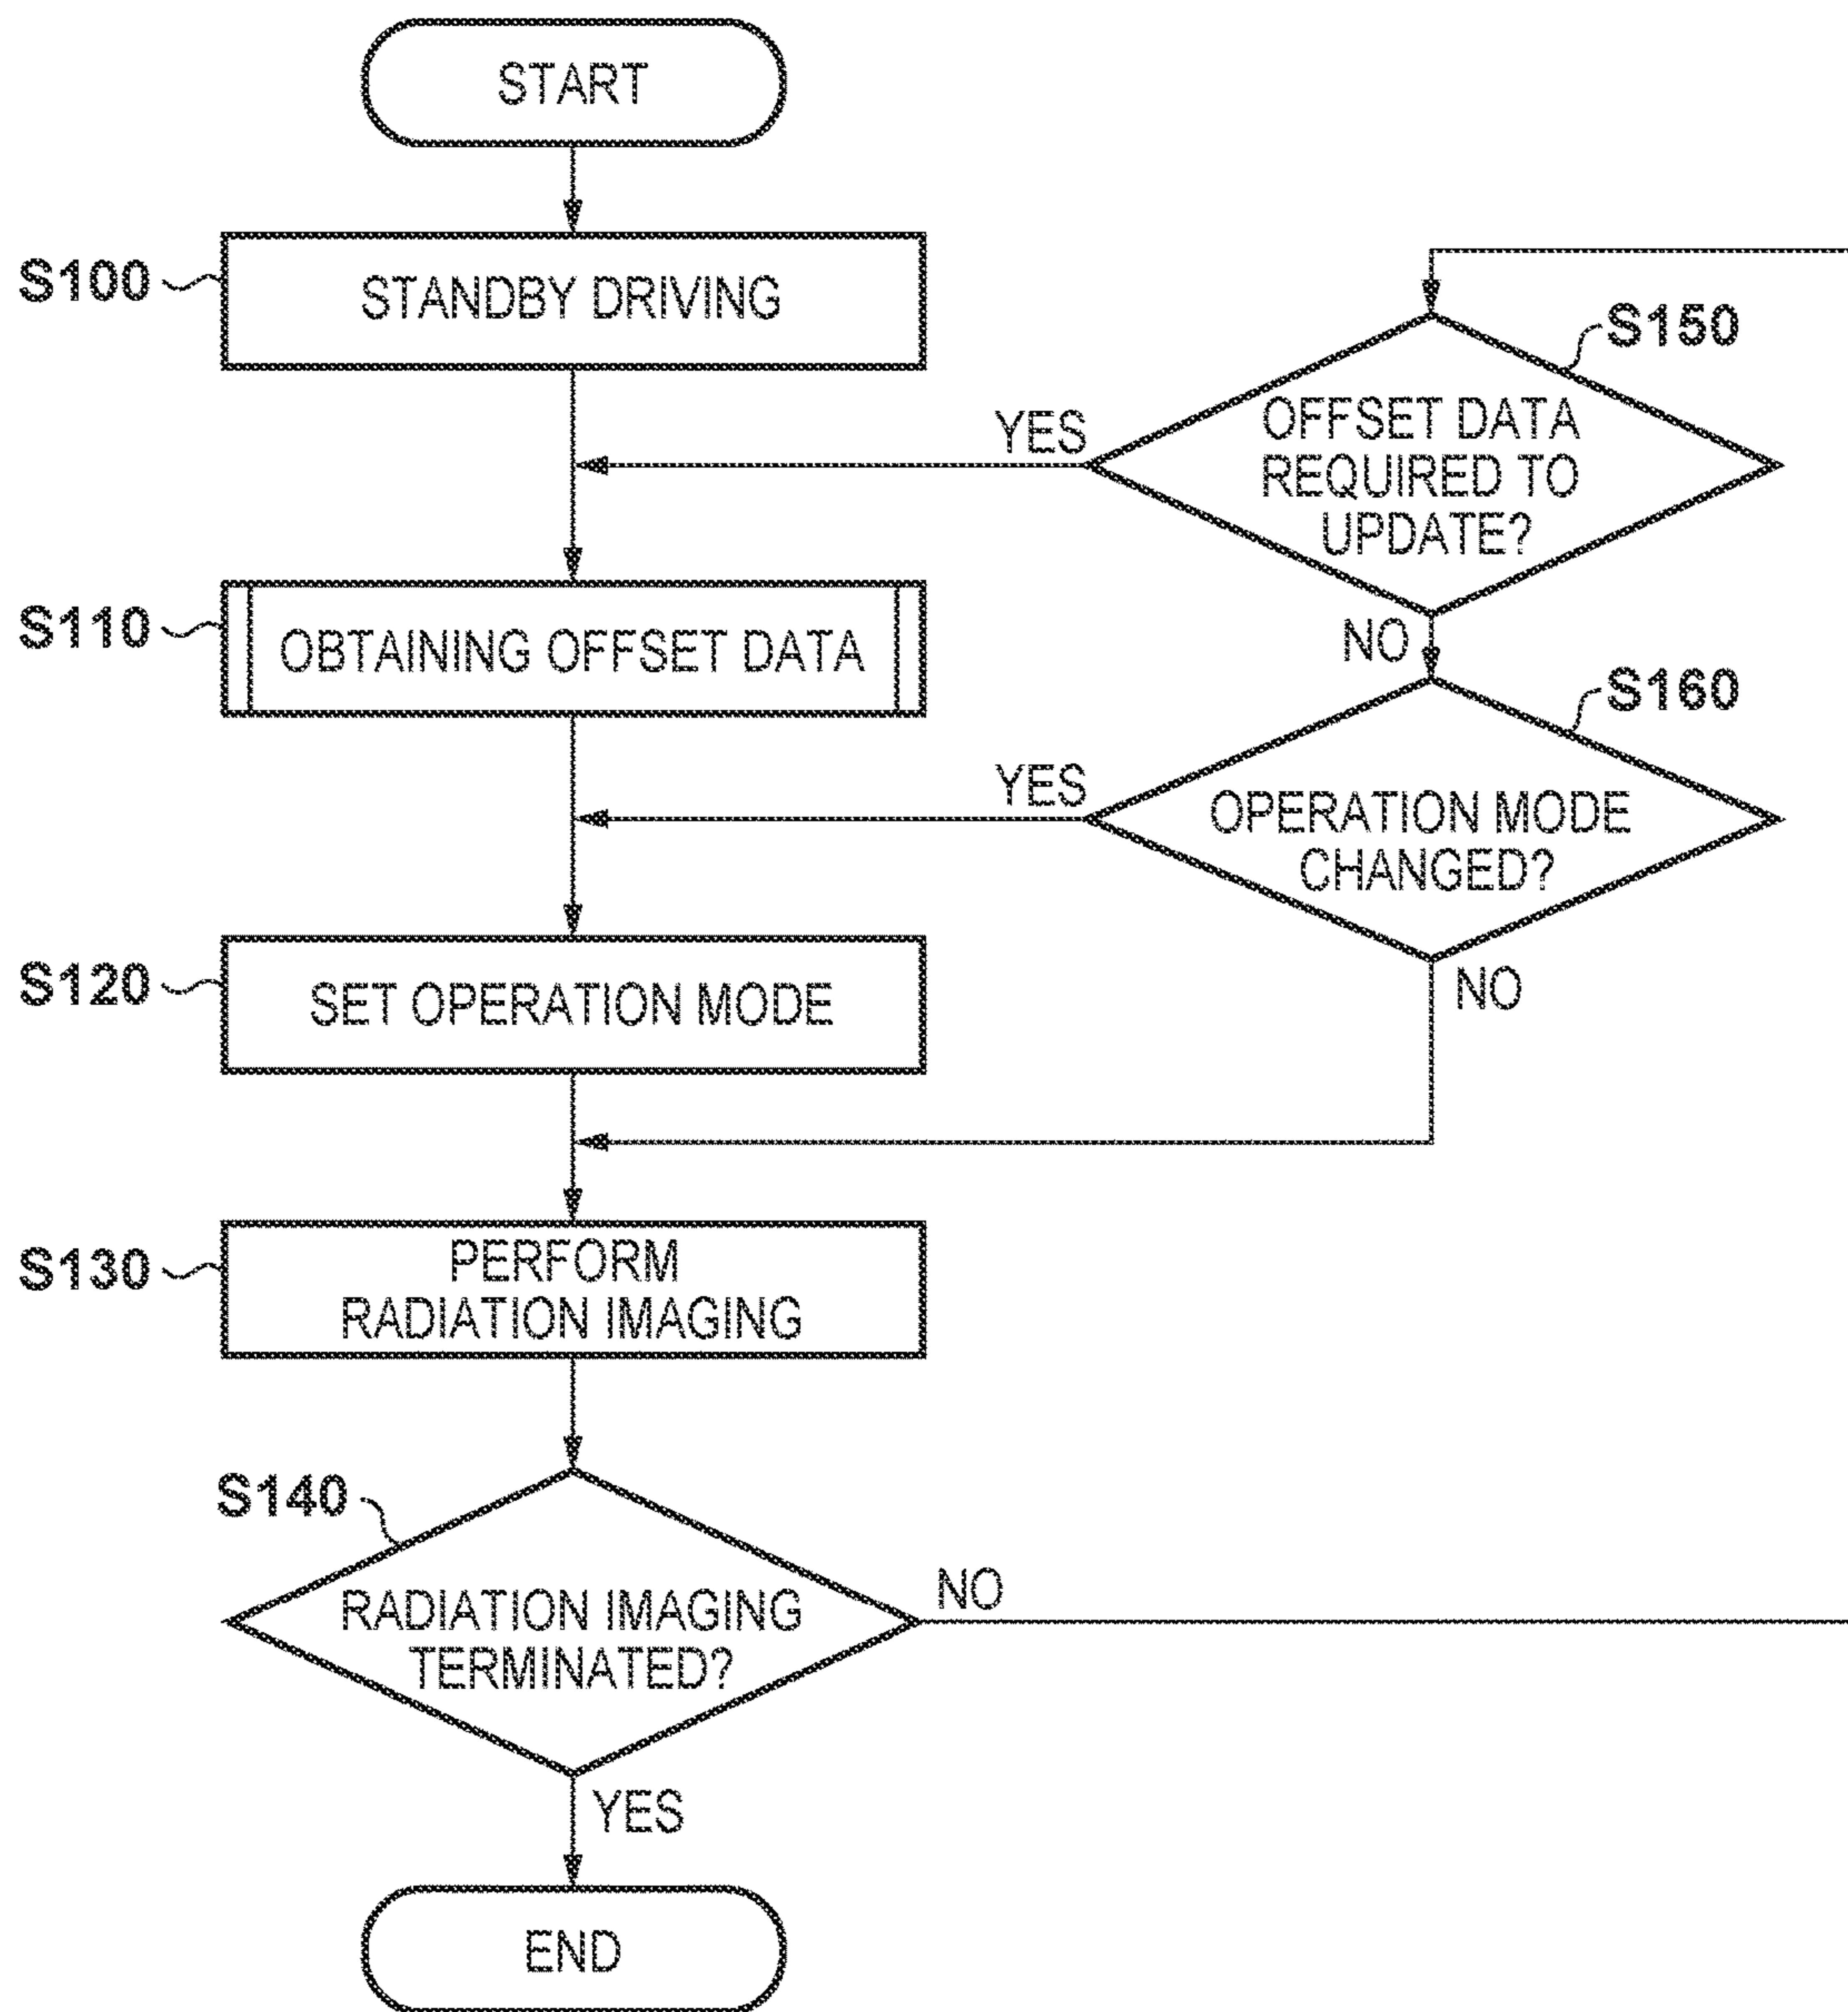 START
S100
STANDBY DRIVING
S150
OFFSET DATA
REQUIRED TO
UPDATE?
YES
NO
S110
OBTAINING OFFSET DATA
S160
OPERATION MODE
CHANGED?
YES
NO
S120
SET OPERATION MODE
S130
PERFORM
RADIATION IMAGING
S140
RADIATION IMAGING
TERMINATED?
NO
YES
END